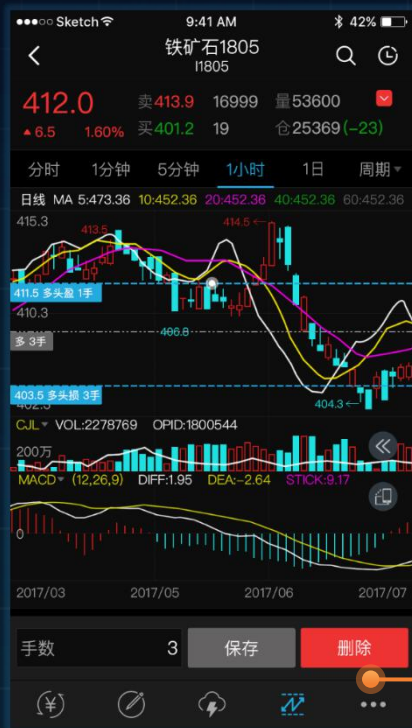 Sketch 9:41 AM 42%
铁矿石1805
I1805
412.0 卖413.9 16999 量53600
6.5 1.60% 买401.2 19 仓25369(-23)
分时 1分钟 5分钟 1小时 1日 周期
日线 MA 5:473.36 10:452.36 20:452.36 40:452.36 60:452.36
415.3
413.5
414.5
411.5 多头盈 1手
410.3
406.8
多 3手
403.5 多头损 3手
402.3
404.3
CJL VOL:2278769 OPID:1800544
200万
MACD (12,26,9) DIFF:1.95 DEA:-2.64 STICK:9.17
0
2017/03 2017/05 2017/06 2017/07
手数 3 保存 删除